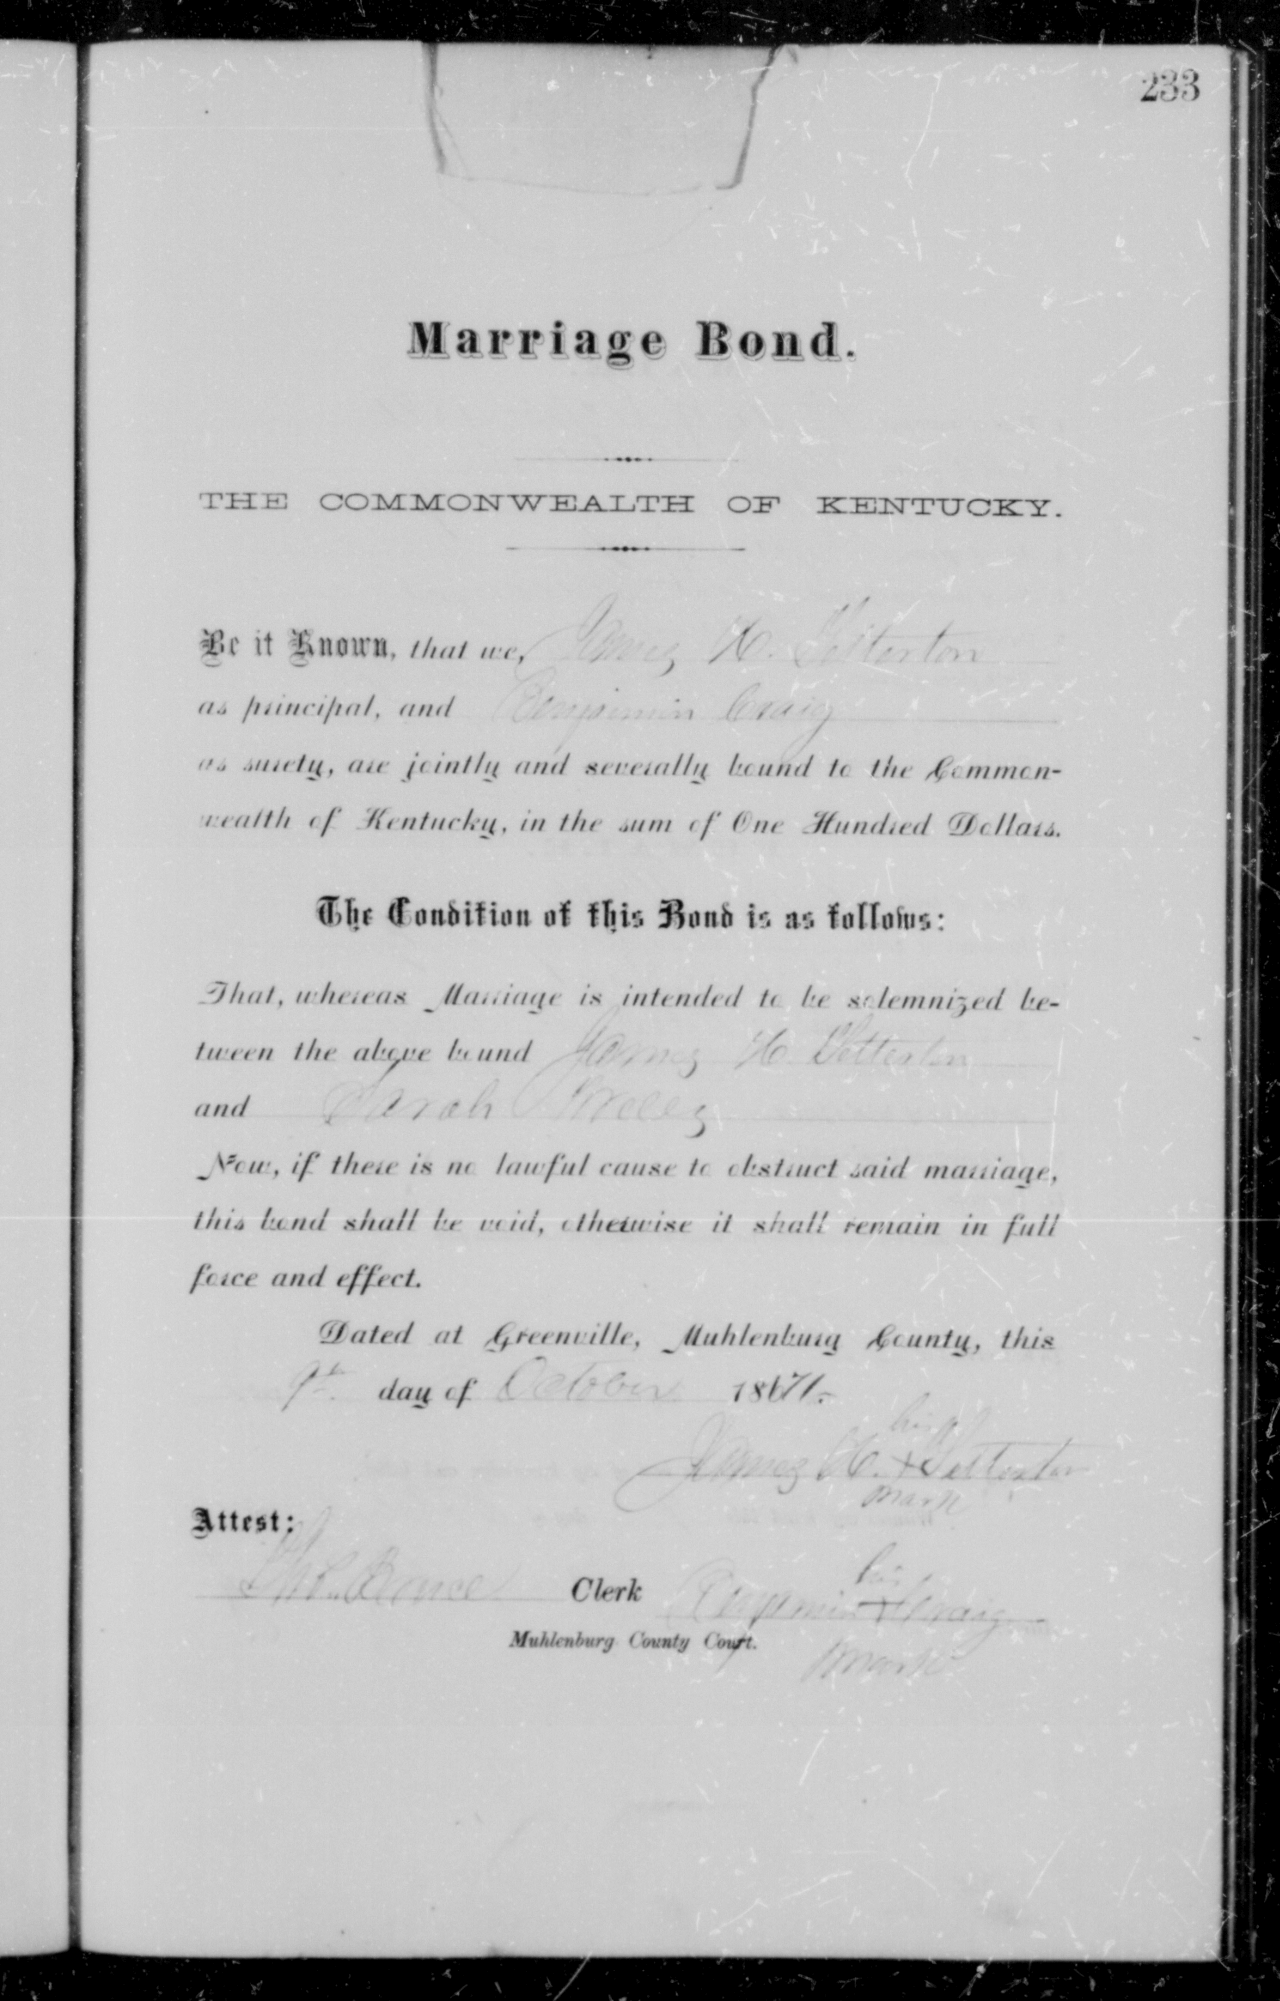 233
Marriage Bond.
THE COMMONWEALTH OF KENTUCKY.
Be it Known, that we, James H.
as principal, and Benjamin Craig
as surety, are jointly and severally bound to the Common-
wealth of Kentucky, in the sum of One Hundred Dollars.
The Condition of this Bond is as follows:
That, whereas Marriage is intended to be solemnized be-
tween the above bound James H.
and Sarah
Now, if there is no lawful cause to obstruct said marriage,
this bond shall be void, otherwise it shall remain in full
force and effect.
Dated at Greenville, Muhlenburg County, this
9th day of October 1871.
his
James H. +
mark
Attest:
his
Clerk Benjamin + Craig
Muhlenburg County Court.
mark